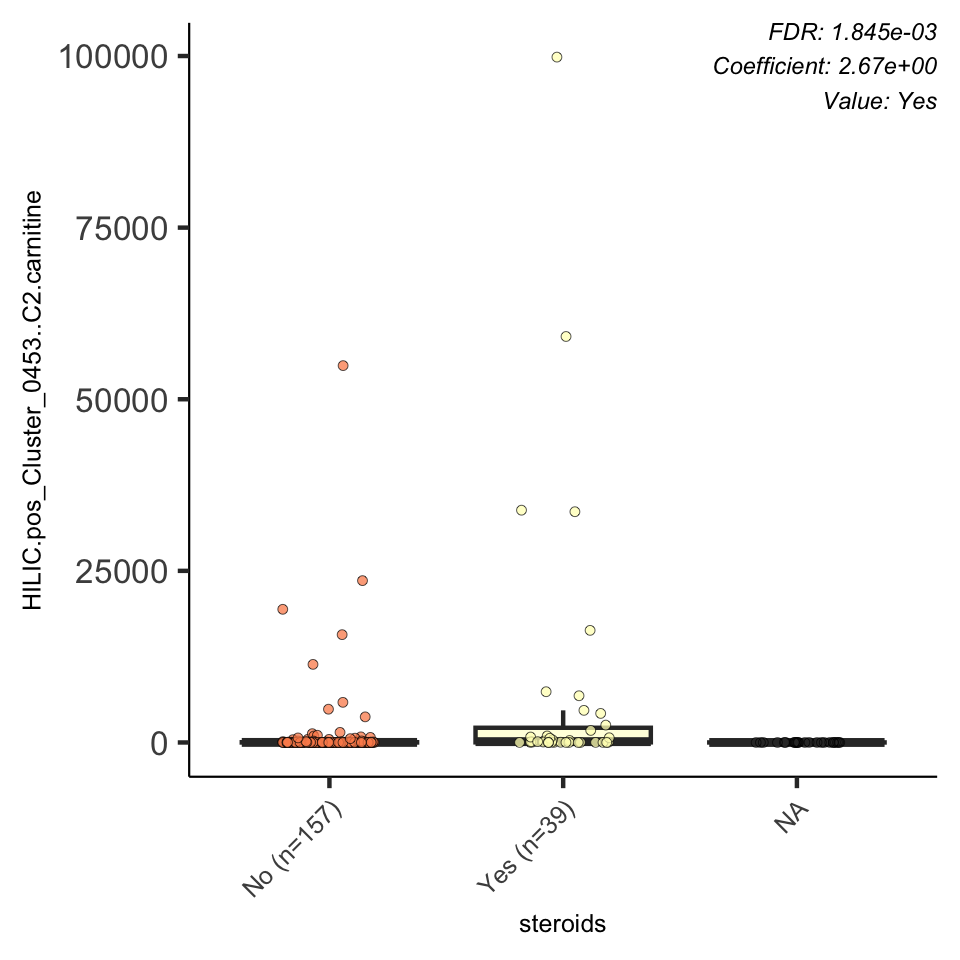 FDR: 1.845e-03
Coefficient: 2.67e+00
Value: Yes
HILIC.pos_Cluster_0453..C2.carnitine
100000
75000
50000
25000
0
No (n=157)
Yes (n=39)
NA
steroids